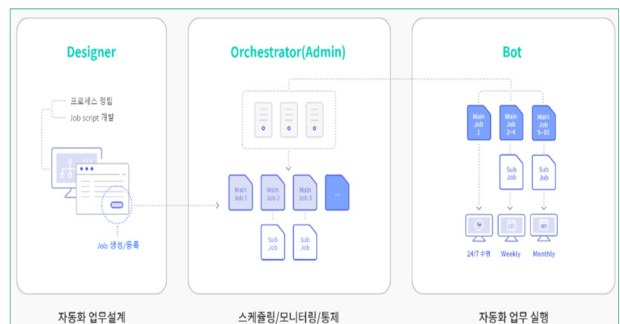 Designer
프로세스 정립
Job script 개발
Job 생성/등록
자동화 업무설계
Orchestrator(Admin)
Main Job 1
Main Job 2
Main Job 3
...
Sub Job
Sub Job
스케쥴링/모니터링/통제
Bot
Main Job 1
Main Job 2~4
Main Job 5~10
Sub Job
Sub Job
24/7 수행
Weekly
Monthly
자동화 업무 실행